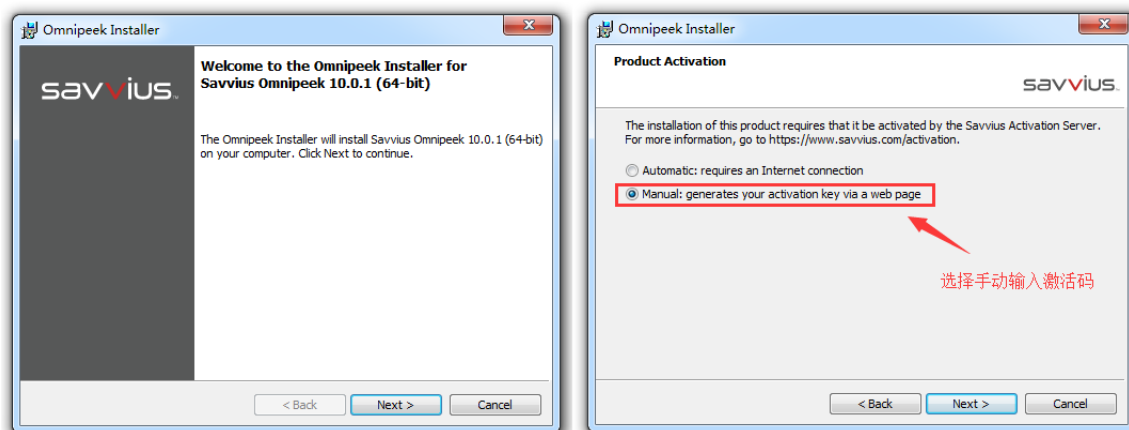 Omnipeek Installer
savvius
Welcome to the Omnipeek Installer for
Savvius Omnipeek 10.0.1 (64-bit)
The Omnipeek Installer will install Savvius Omnipeek 10.0.1 (64-bit)
on your computer. Click Next to continue.
< Back
Next >
Cancel
Omnipeek Installer
Product Activation
savvius
The installation of this product requires that it be activated by the Savvius Activation Server.
For more information, go to https://www.savvius.com/activation.
Automatic: requires an Internet connection
Manual: generates your activation key via a web page
选择手动输入激活码
< Back
Next >
Cancel